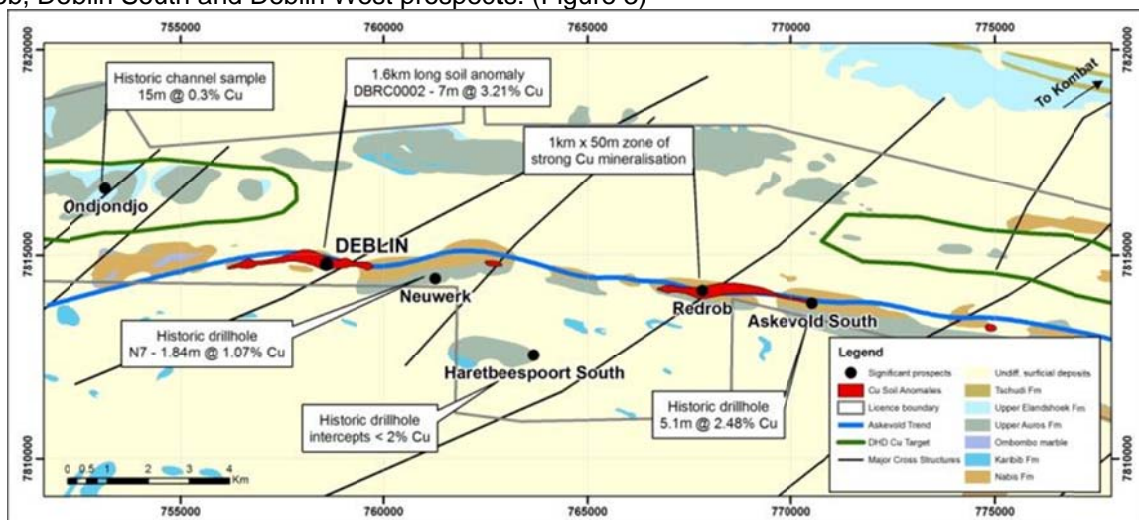 ob, Deblin South and Deblin West prospects. (Figure 8)
755000
760000
765000
770000
775000
7820000
7820000
Historic channel sample
15m @ 0.3% Cu
1.6km long soil anomaly
DBRC0002 - 7m @ 3.21% Cu
1km x 50m zone of
strong Cu mineralisation
To Kombat
Ondjondjo
DEBLIN
7815000
7815000
Neuwerk
Redrob
Askevold South
Historic drillhole
N7 - 1.84m @ 1.07% Cu
Haretbeespoort South
Historic drillhole
intercepts < 2% Cu
Historic drillhole
5.1m @ 2.48% Cu
Legend
Significant prospects
Cu Soil Anomalies
Licence boundary
Askevold Trend
DHD Cu Target
Major Cross Structures
Undiff. surficial deposits
Tschudi Fm
Upper Elandshoek Fm
Upper Auros Fm
Ombombo marble
Karibib Fm
Nabis Fm
7810000
7810000
0 0.5 1 2 3 4
Km
755000
760000
765000
770000
775000